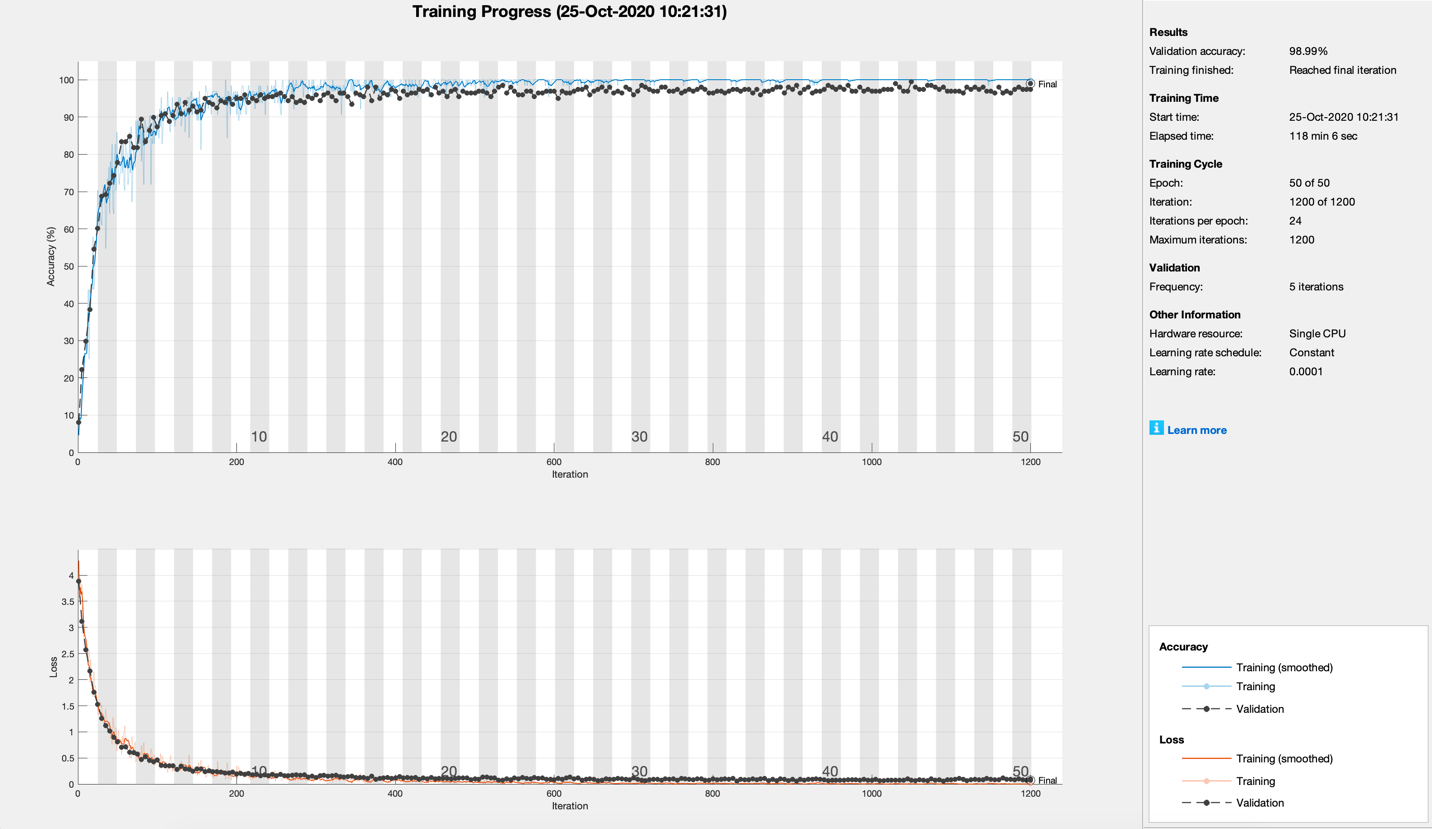 Training Progress (25-Oct-2020 10:21:31)
100
90
80
70
60
50
40
30
20
10
0
Accuracy (%)
Final
10
20
30
40
50
0
200
400
600
800
1000
1200
Iteration
4
3.5
3
2.5
2
1.5
1
0.5
0
Loss
10
20
30
40
50
Final
0
200
400
600
800
1000
1200
Iteration
Results
Validation accuracy: 98.99%
Training finished: Reached final iteration
Training Time
Start time: 25-Oct-2020 10:21:31
Elapsed time: 118 min 6 sec
Training Cycle
Epoch: 50 of 50
Iteration: 1200 of 1200
Iterations per epoch: 24
Maximum iterations: 1200
Validation
Frequency: 5 iterations
Other Information
Hardware resource: Single CPU
Learning rate schedule: Constant
Learning rate: 0.0001
i Learn more
Accuracy
Training (smoothed)
Training
Validation
Loss
Training (smoothed)
Training
Validation